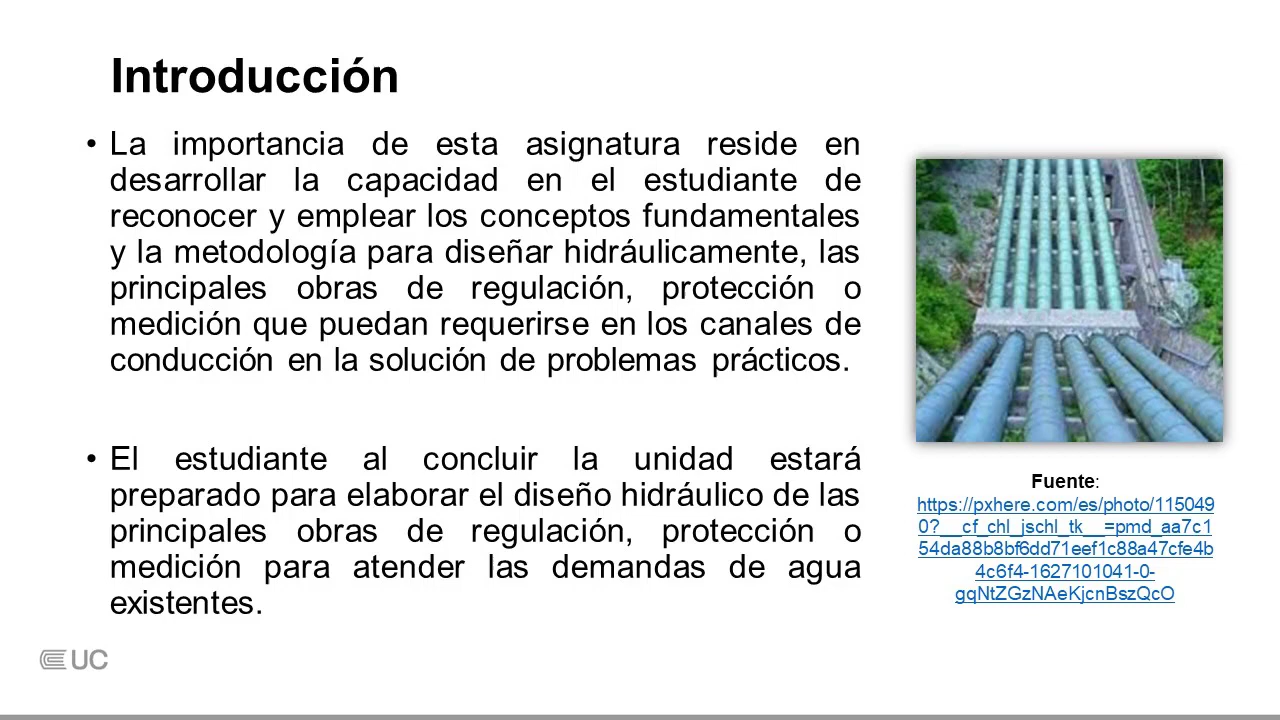 Introducción
• La importancia de esta asignatura reside en
desarrollar la capacidad en el estudiante de
reconocer y emplear los conceptos fundamentales
y la metodología para diseñar hidráulicamente, las
principales obras de regulación, protección o
medición que puedan requerirse en los canales de
conducción en la solución de problemas prácticos.
• El estudiante al concluir la unidad estará
preparado para elaborar el diseño hidráulico de las
principales obras de regulación, protección o
medición para atender las demandas de agua
existentes.
Fuente:
https://pxhere.com/es/photo/115049
0?__cf_chl_jschl_tk__=pmd_aa7c1
54da88b8bf6dd71eef1c88a47cfe4b
4c6f4-1627101041-0-
gqNtZGzNAeKjcnBszQcO
UC